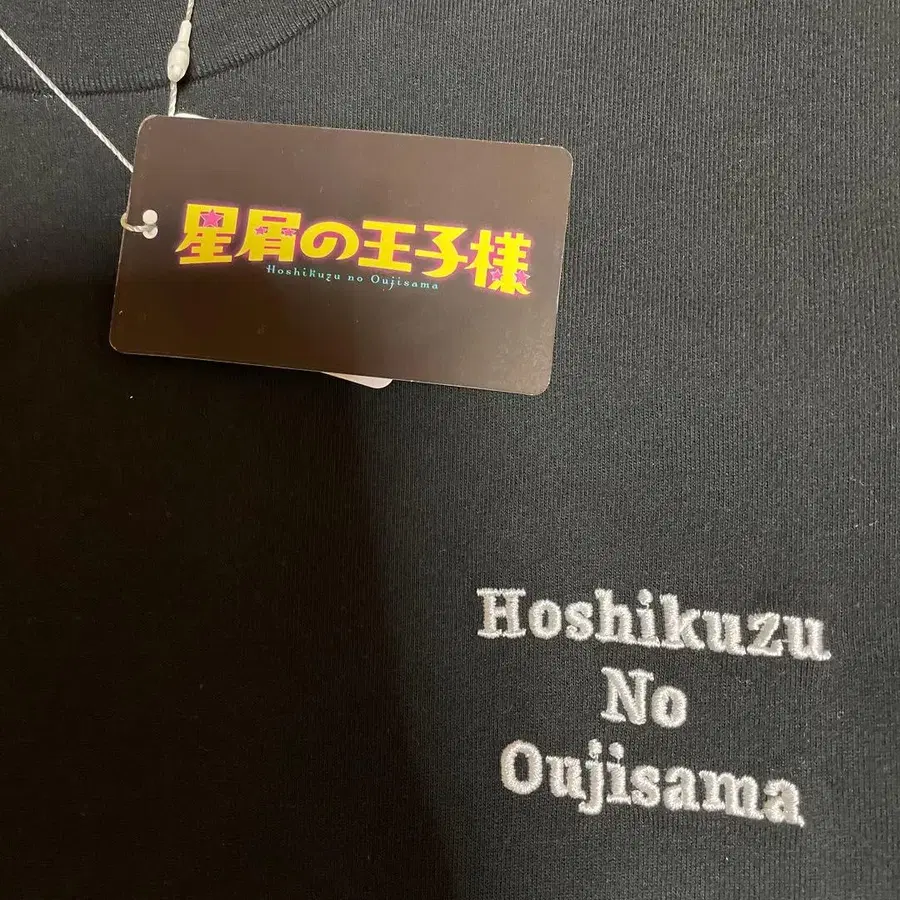 星屑の王子様
Hoshikuzu no Oujisama
Hoshikuzu
No
Oujisama